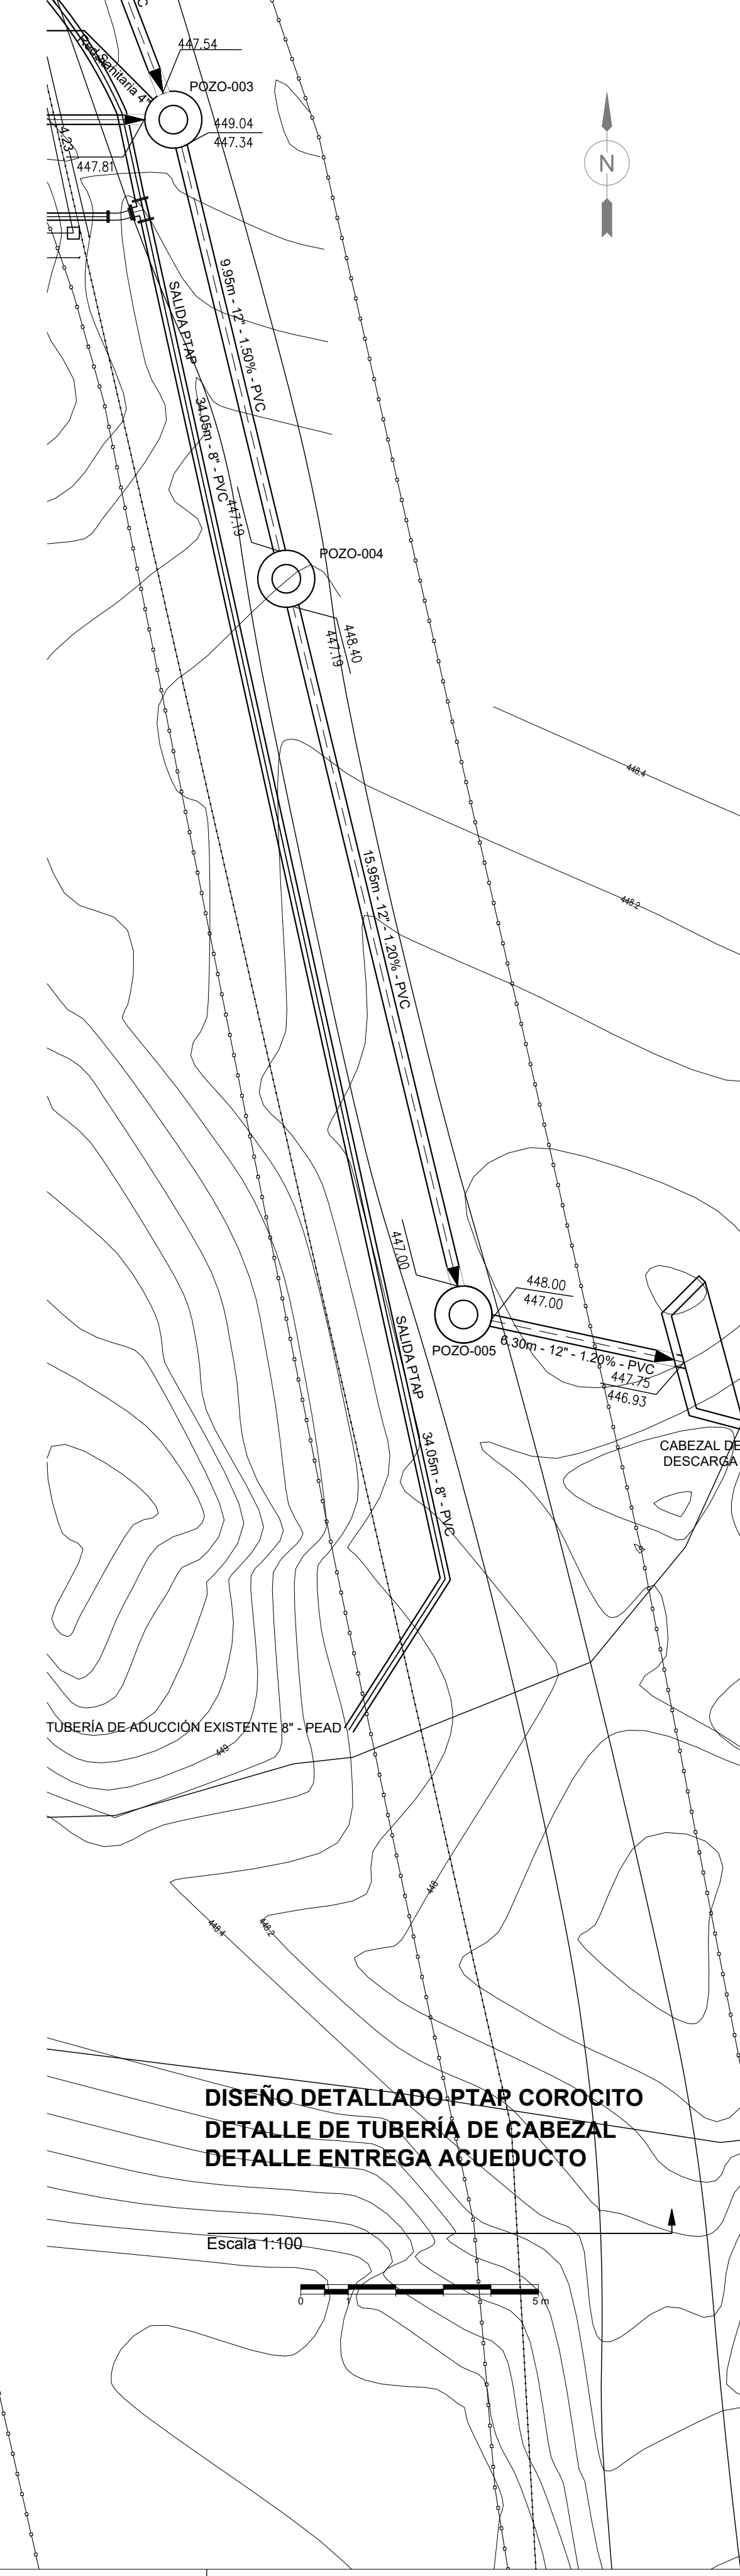 C
447.54
Red Sanitaria 4"
POZO-003
449.04
447.34
4.23
447.81
N
9.95m - 12" - 1.50% - PVC
SALIDA PTAP
34.05m - 8" - PVC
447.19
POZO-004
448.40
447.19
448.4
15.95m - 12" - 1.20% - PVC
448.2
447.00
448.00
447.00
POZO-005
6.30m - 12" - 1.20% - PVC
447.75
446.93
SALIDA PTAP
34.05m - 8" - PVC
CABEZAL DE
DESCARGA
TUBERÍA DE ADUCCIÓN EXISTENTE 8" - PEAD
449
448
448.4
448.2
DISEÑO DETALLADO PTAP COROCITO
DETALLE DE TUBERÍA DE CABEZAL
DETALLE ENTREGA ACUEDUCTO
Escala 1:100
0 1 5 m